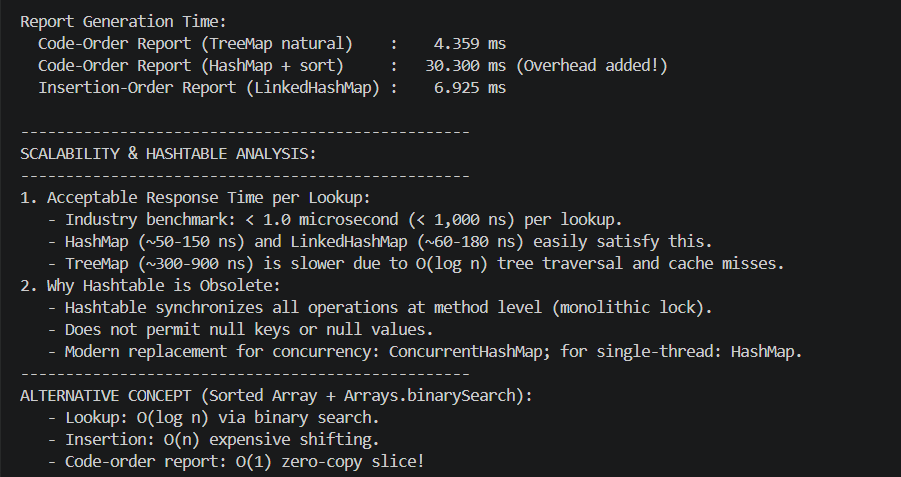 Report Generation Time:
  Code-Order Report (TreeMap natural)    :    4.359 ms
  Code-Order Report (HashMap + sort)     :   30.300 ms (Overhead added!)
  Insertion-Order Report (LinkedHashMap) :    6.925 ms
--------------------------------------------------
SCALABILITY & HASHTABLE ANALYSIS:
--------------------------------------------------
1. Acceptable Response Time per Lookup:
   - Industry benchmark: < 1.0 microsecond (< 1,000 ns) per lookup.
   - HashMap (~50-150 ns) and LinkedHashMap (~60-180 ns) easily satisfy this.
   - TreeMap (~300-900 ns) is slower due to O(log n) tree traversal and cache misses.
2. Why Hashtable is Obsolete:
   - Hashtable synchronizes all operations at method level (monolithic lock).
   - Does not permit null keys or null values.
   - Modern replacement for concurrency: ConcurrentHashMap; for single-thread: HashMap.
--------------------------------------------------
ALTERNATIVE CONCEPT (Sorted Array + Arrays.binarySearch):
   - Lookup: O(log n) via binary search.
   - Insertion: O(n) expensive shifting.
   - Code-order report: O(1) zero-copy slice!